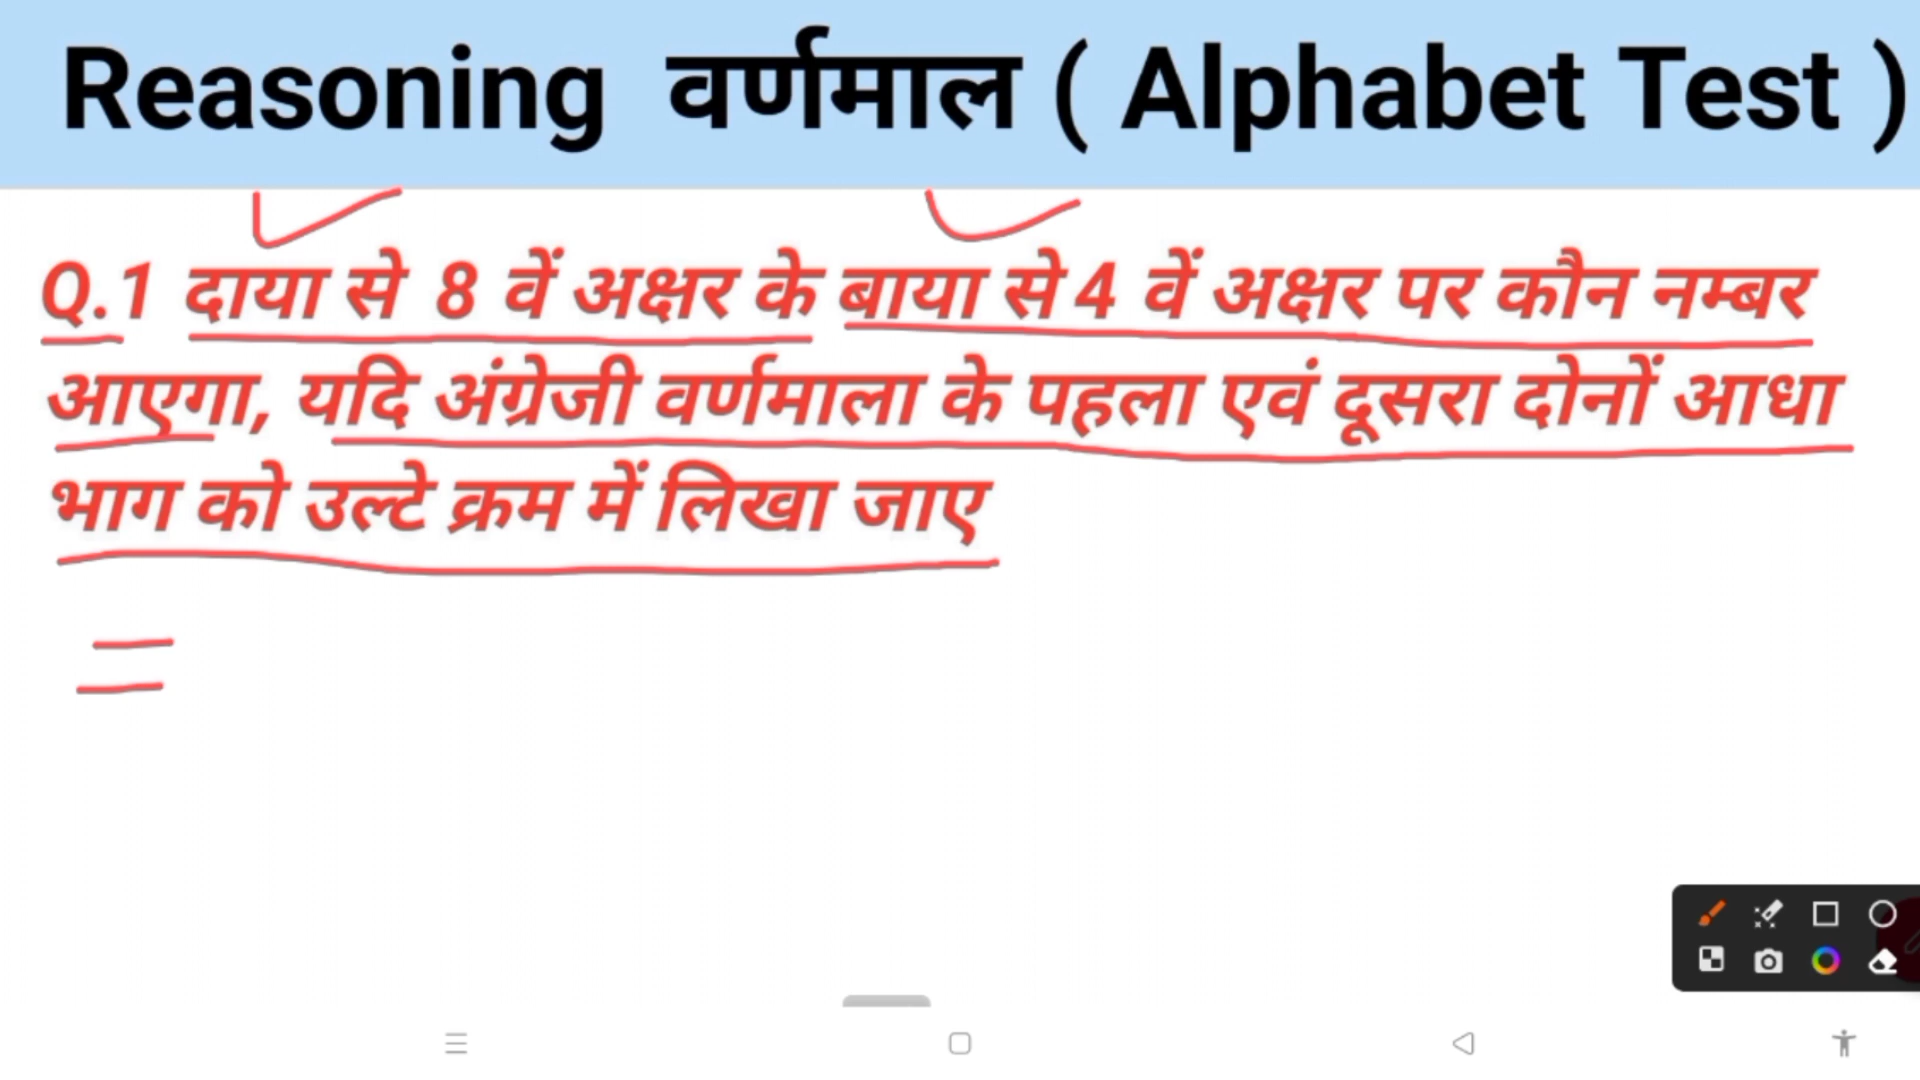 Reasoning वर्णमाल ( Alphabet Test )
Q.1 दाया से 8 वें अक्षर के बाया से 4 वें अक्षर पर कौन नम्बर
आएगा, यदि अंग्रेजी वर्णमाला के पहला एवं दूसरा दोनों आधा
भाग को उल्टे क्रम में लिखा जाए